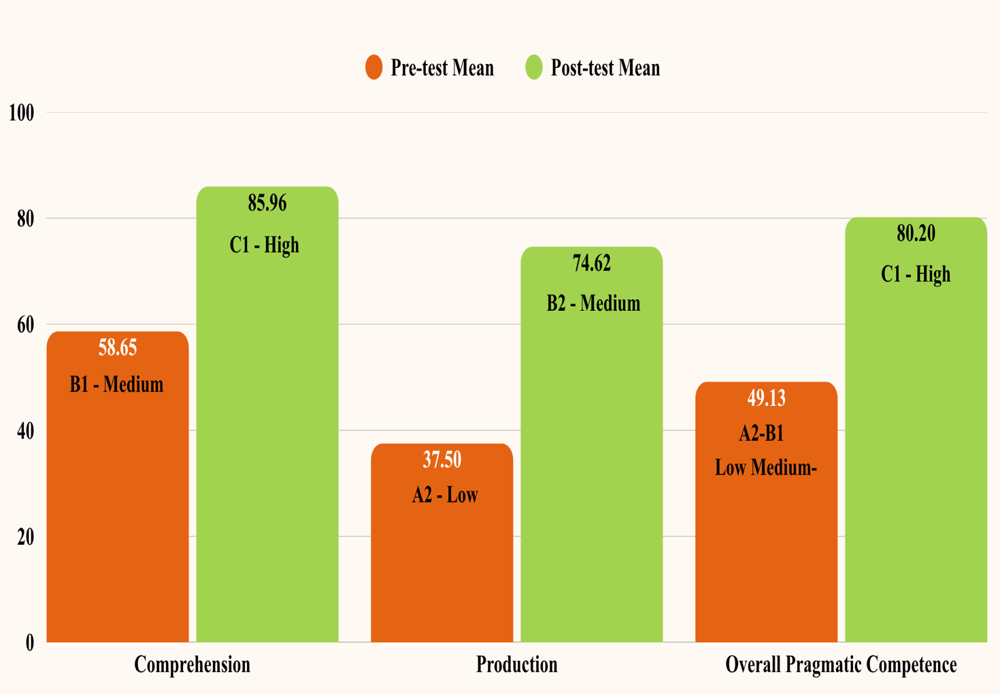 Pre-test Mean
Post-test Mean
100
80
60
40
20
0
58.65
B1 - Medium
85.96
C1 - High
37.50
A2 - Low
74.62
B2 - Medium
49.13
A2-B1
Low Medium-
80.20
C1 - High
Comprehension
Production
Overall Pragmatic Competence